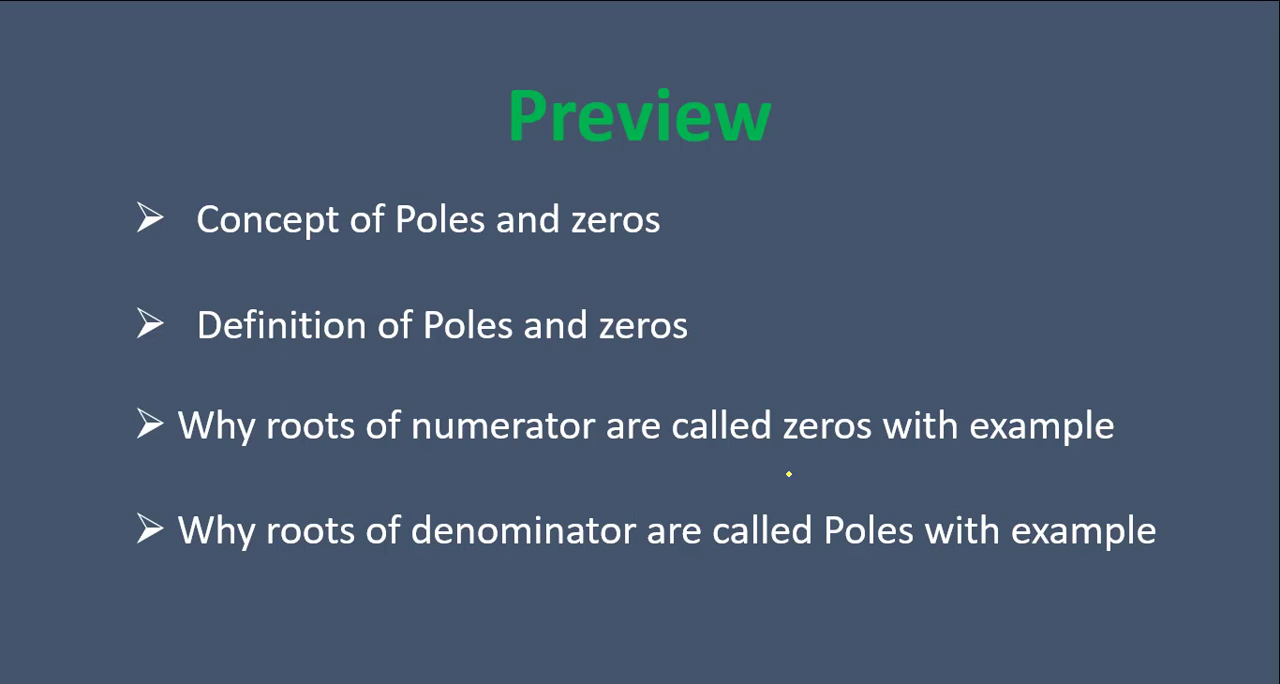 Preview
➢ Concept of Poles and zeros
➢ Definition of Poles and zeros
➢ Why roots of numerator are called zeros with example
➢ Why roots of denominator are called Poles with example